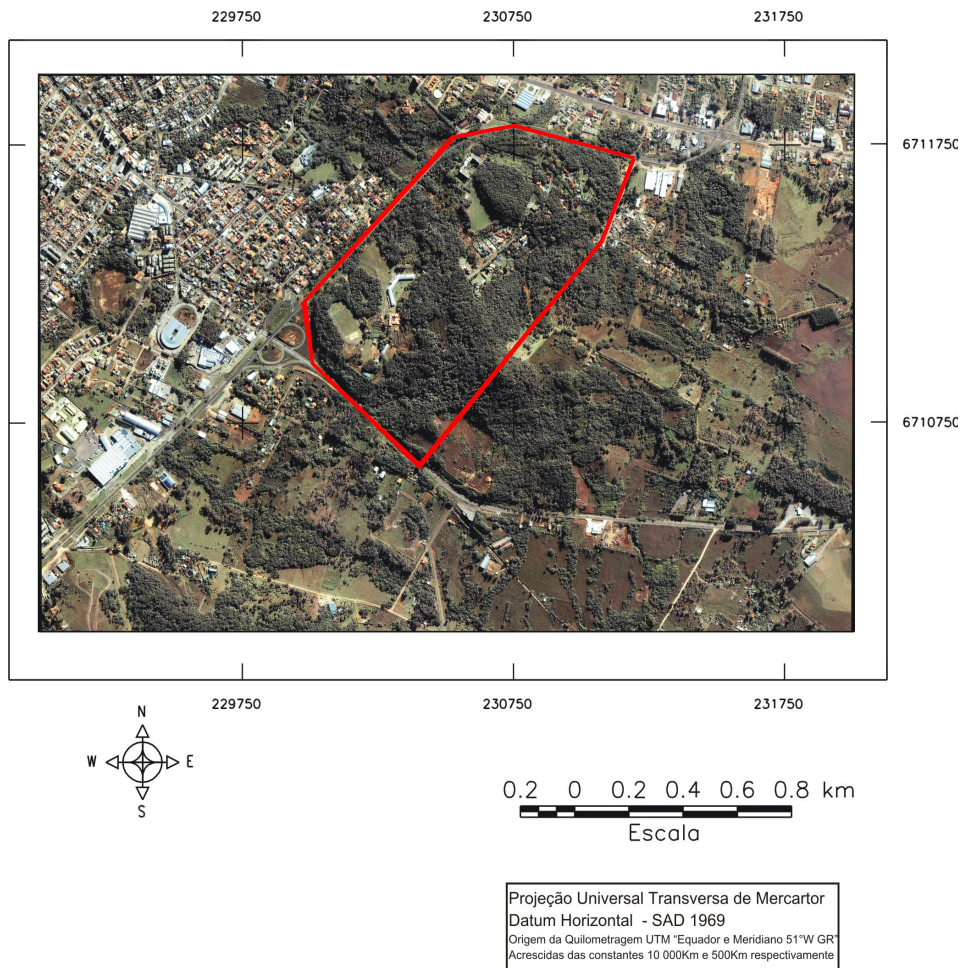 229750 230750 231750
6711750
6710750
229750 230750 231750
N
W E
S
0.2 0 0.2 0.4 0.6 0.8 km
Escala
Projeção Universal Transversa de Mercartor
Datum Horizontal - SAD 1969
Origem da Quilometragem UTM "Equador e Meridiano 51°W GR"
Acrescidas das constantes 10 000Km e 500Km respectivamente